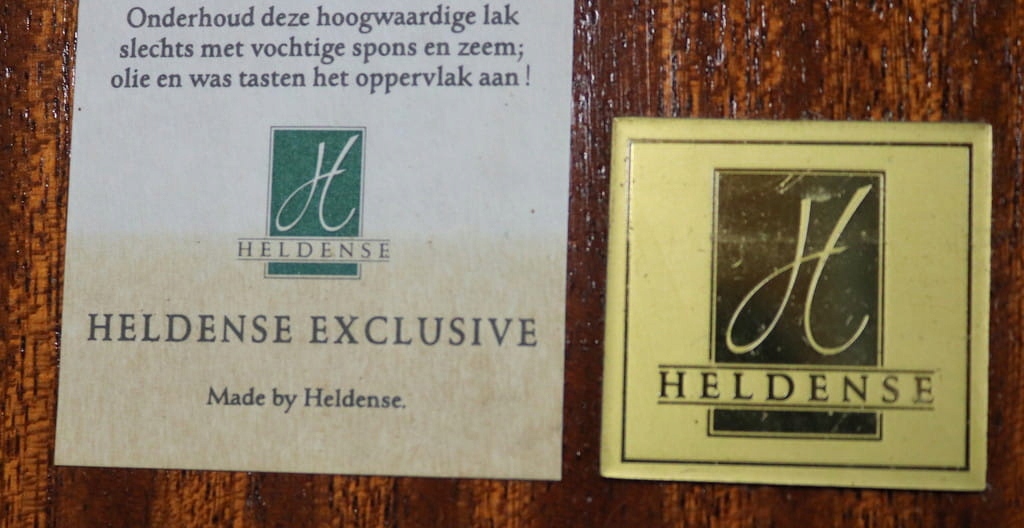 Onderhoud deze hoogwaardige lak
slechts met vochtige spons en zeem;
olie en was tasten het oppervlak aan !
H
HELDENSE
HELDENSE EXCLUSIVE
Made by Heldense.
H
HELDENSE